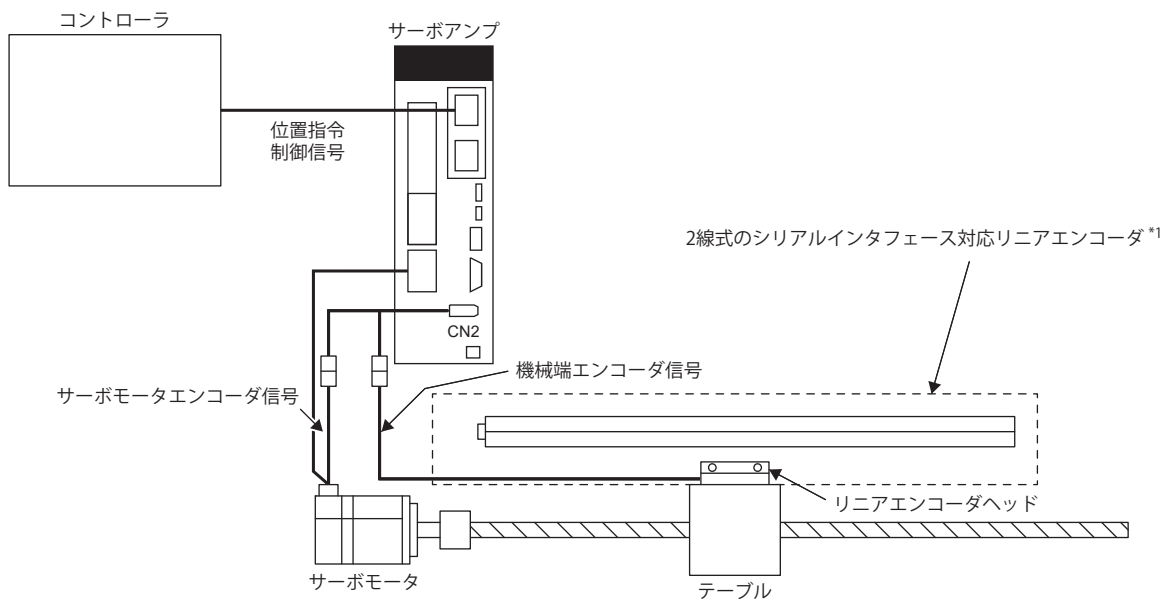 コントローラ
サーボアンプ
位置指令
制御信号
2線式のシリアルインタフェース対応リニアエンコーダ *1
CN2
機械端エンコーダ信号
サーボモータエンコーダ信号
リニアエンコーダヘッド
サーボモータ
テーブル